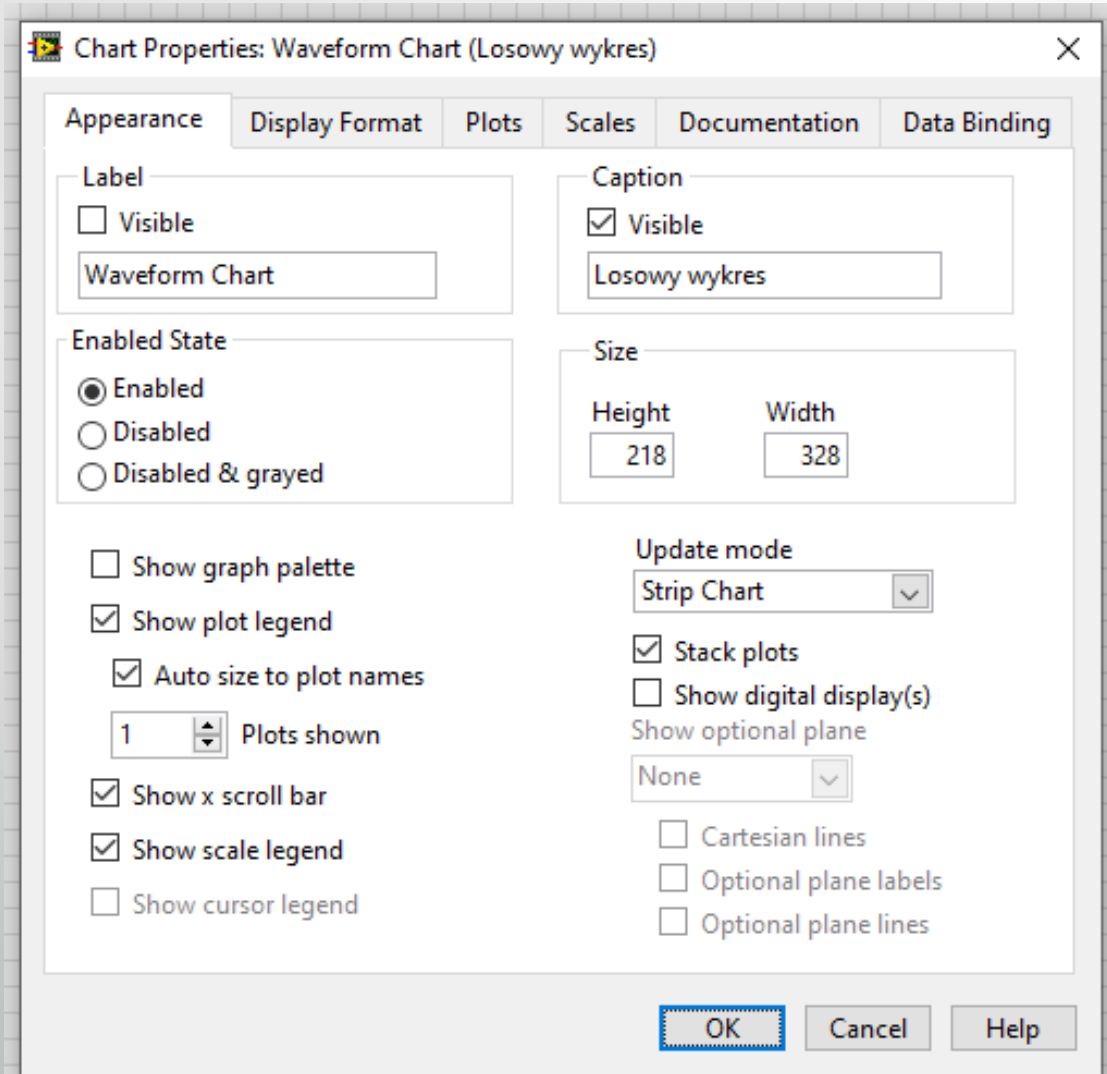 Chart Properties: Waveform Chart (Losowy wykres)
Appearance Display Format Plots Scales Documentation Data Binding
Label
Visible
Waveform Chart
Caption
Visible
Losowy wykres
Enabled State
Enabled
Disabled
Disabled & grayed
Size
Height Width
218 328
Show graph palette
Show plot legend
Auto size to plot names
1 Plots shown
Show x scroll bar
Show scale legend
Show cursor legend
Update mode
Strip Chart
Stack plots
Show digital display(s)
Show optional plane
None
Cartesian lines
Optional plane labels
Optional plane lines
OK Cancel Help